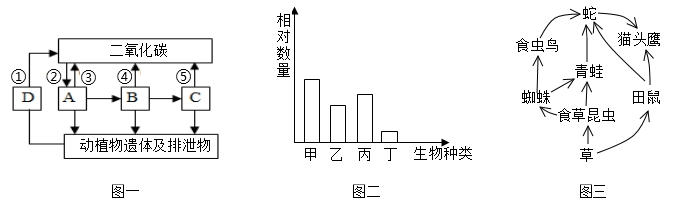 二氧化碳
① ② ③ ④ ⑤
D A B C
动植物遗体及排泄物
图一
相对数量
甲 乙 丙 丁 生物种类
图二
蛇
食虫鸟 猫头鹰
青蛙
蜘蛛 田鼠
食草昆虫
草
图三